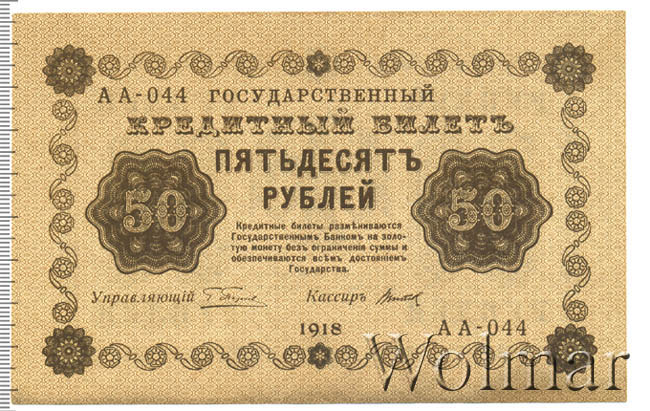 АА-044 ГОСУДАРСТВЕННЫЙ
КРЕДИТНЫЙ БИЛЕТЪ
ПЯТЬДЕСЯТЪ
РУБЛЕЙ
50 50
Кредитные билеты размѣниваются
Государственнымъ Банкомъ на золо-
тую монету безъ ограниченія суммы и
обезпечиваются всѣмъ достояніемъ
Государства.
Управляющій Кассиръ
1918 АА-044
Wolmar